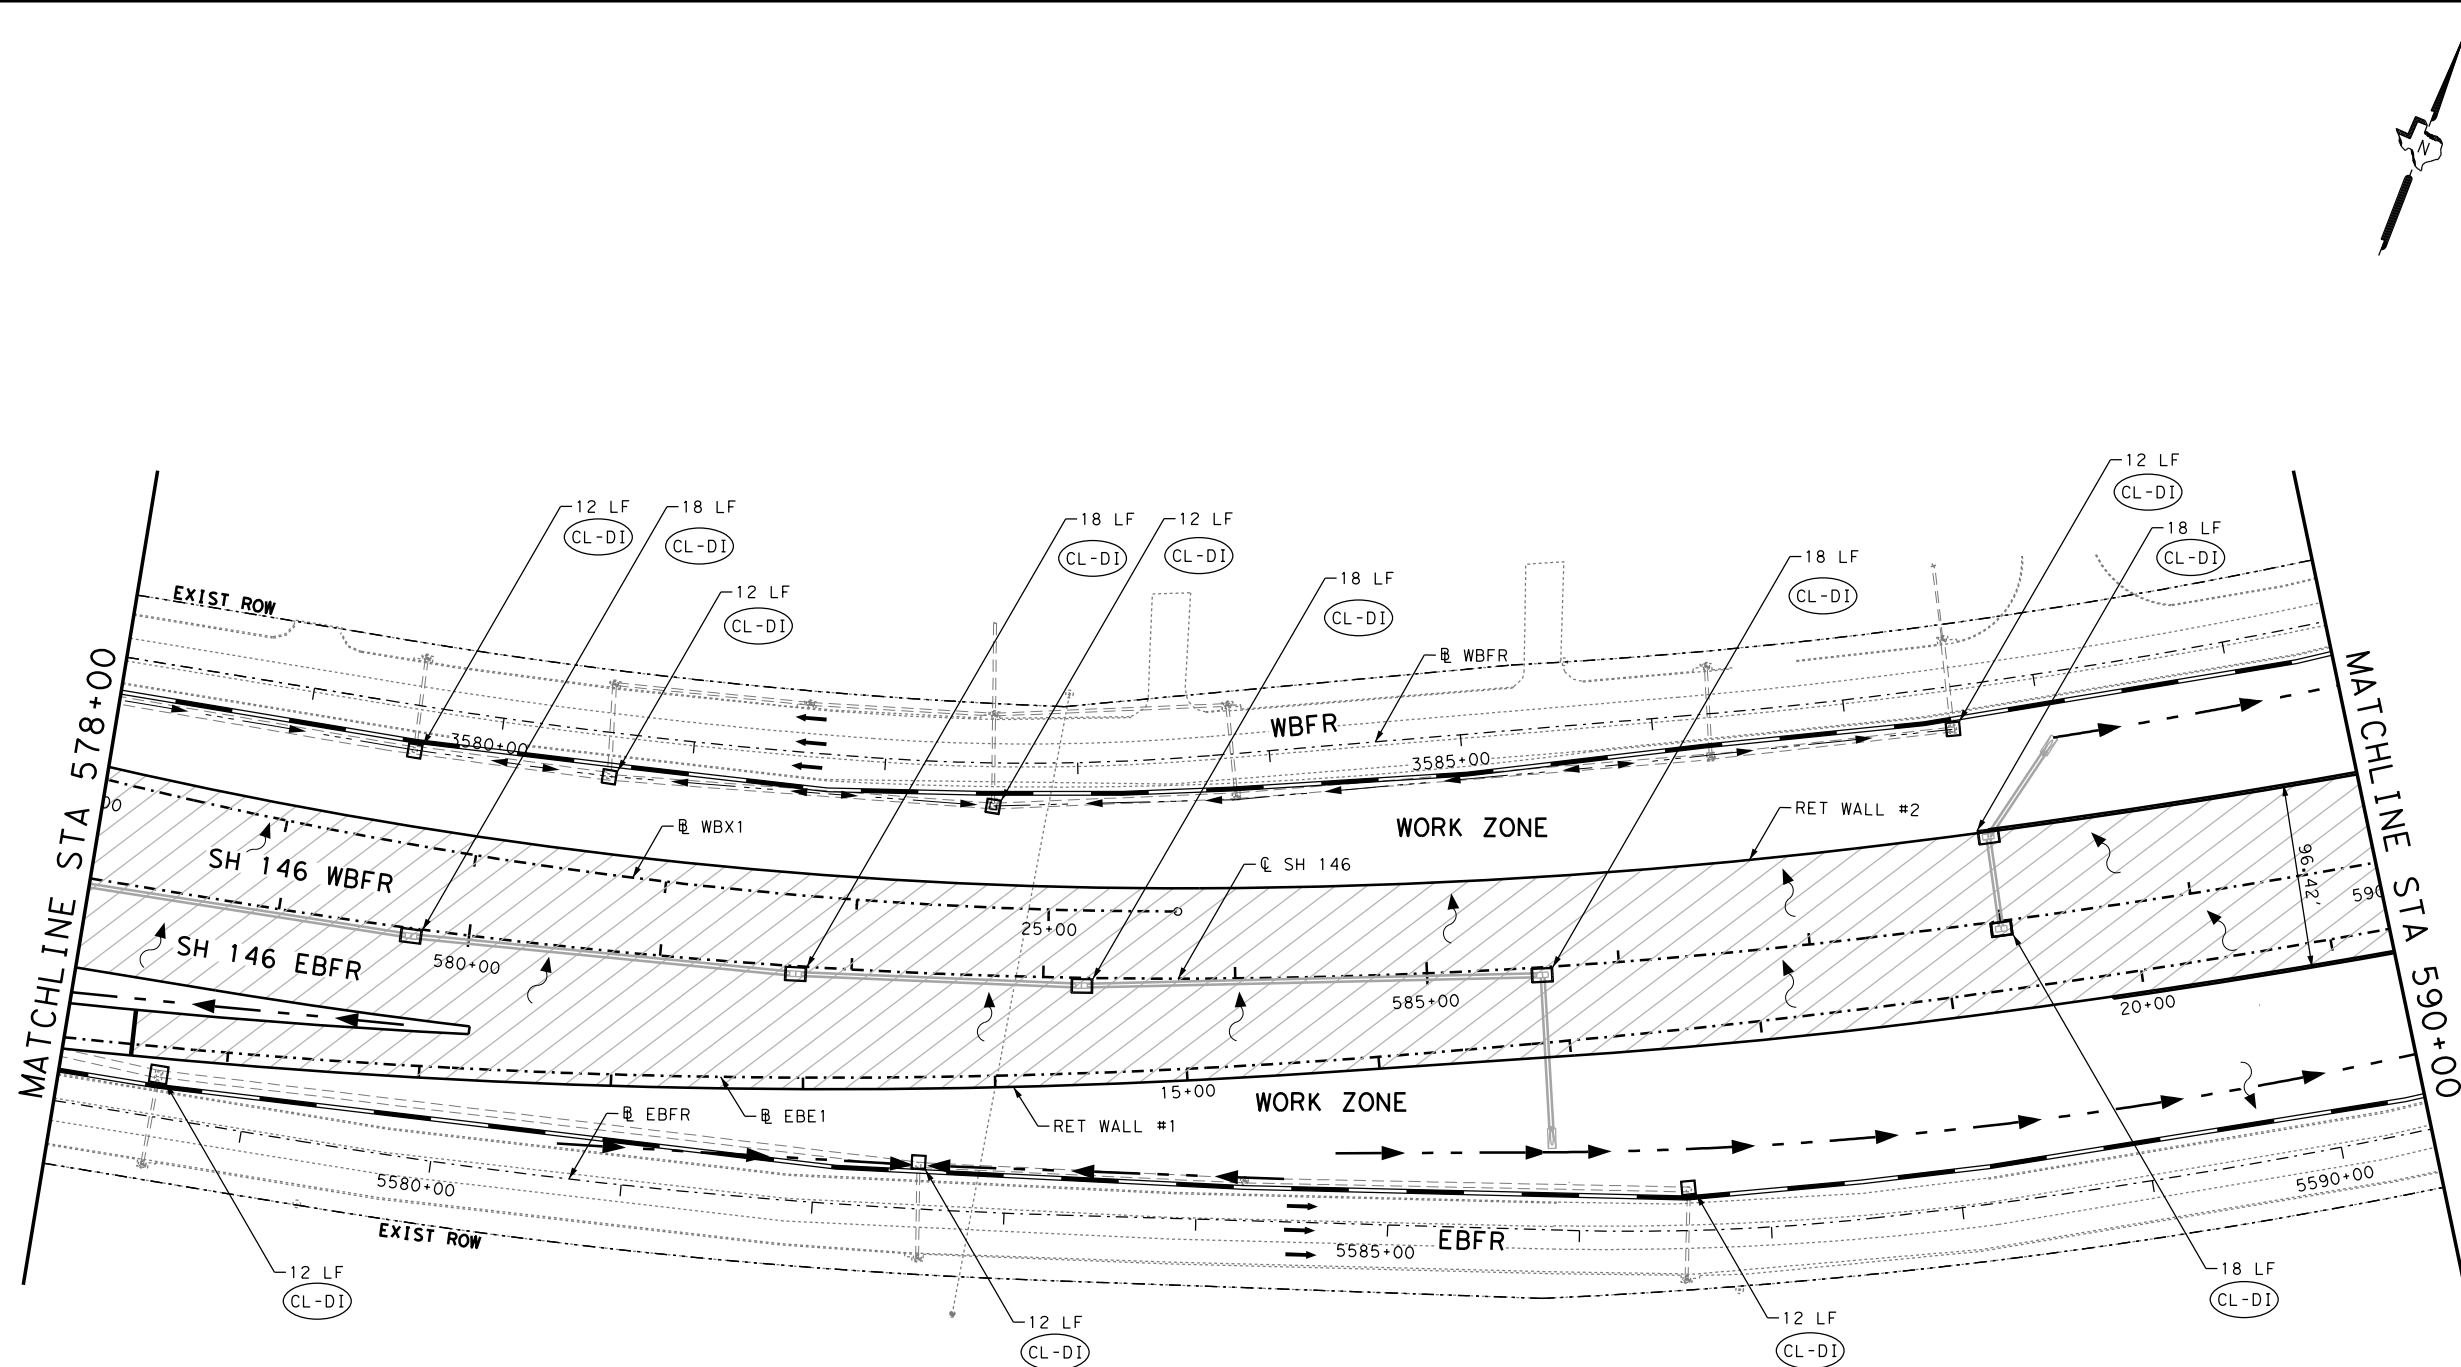 N
12 LF
CL-DI
12 LF
CL-DI
18 LF
CL-DI
18 LF
CL-DI
12 LF
CL-DI
18 LF
CL-DI
18 LF
CL-DI
18 LF
CL-DI
12 LF
CL-DI
EXIST ROW
MATCHLINE STA 578+00
MATCHLINE STA 590+00
℄ WBFR
WBFR
3580+00
3585+00
00
℄ WBX1
WORK ZONE
RET WALL #2
SH 146 WBFR
℄ SH 146
96.42'
590
25+00
SH 146 EBFR
580+00
585+00
20+00
15+00
WORK ZONE
℄ EBFR
℄ EBE1
RET WALL #1
5580+00
5590+00
EXIST ROW
5585+00
EBFR
12 LF
CL-DI
18 LF
CL-DI
12 LF
CL-DI
12 LF
CL-DI